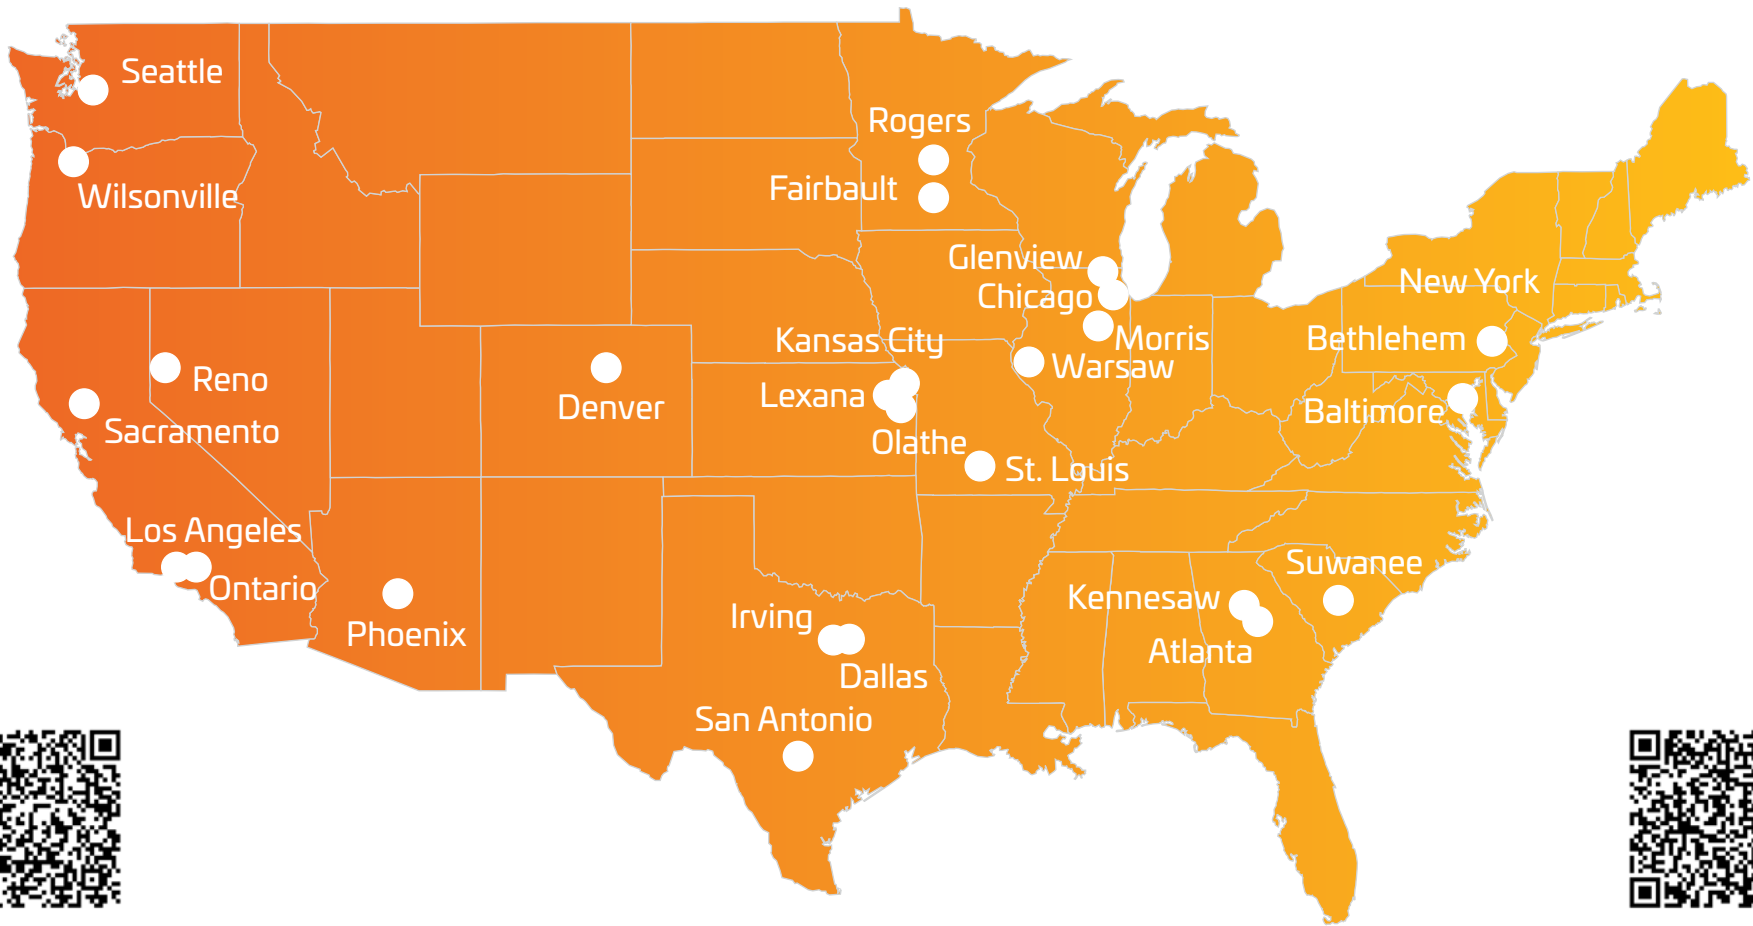 Seattle
Rogers
Wilsonville
Fairbault
Glenview
New York
Chicago
Kansas City
Morris
Bethlehem
Warsaw
Reno
Lexana
Denver
Baltimore
Sacramento
Olathe
St. Louis
Los Angeles
Suwanee
Ontario
Kennesaw
Irving
Phoenix
Atlanta
Dallas
San Antonio